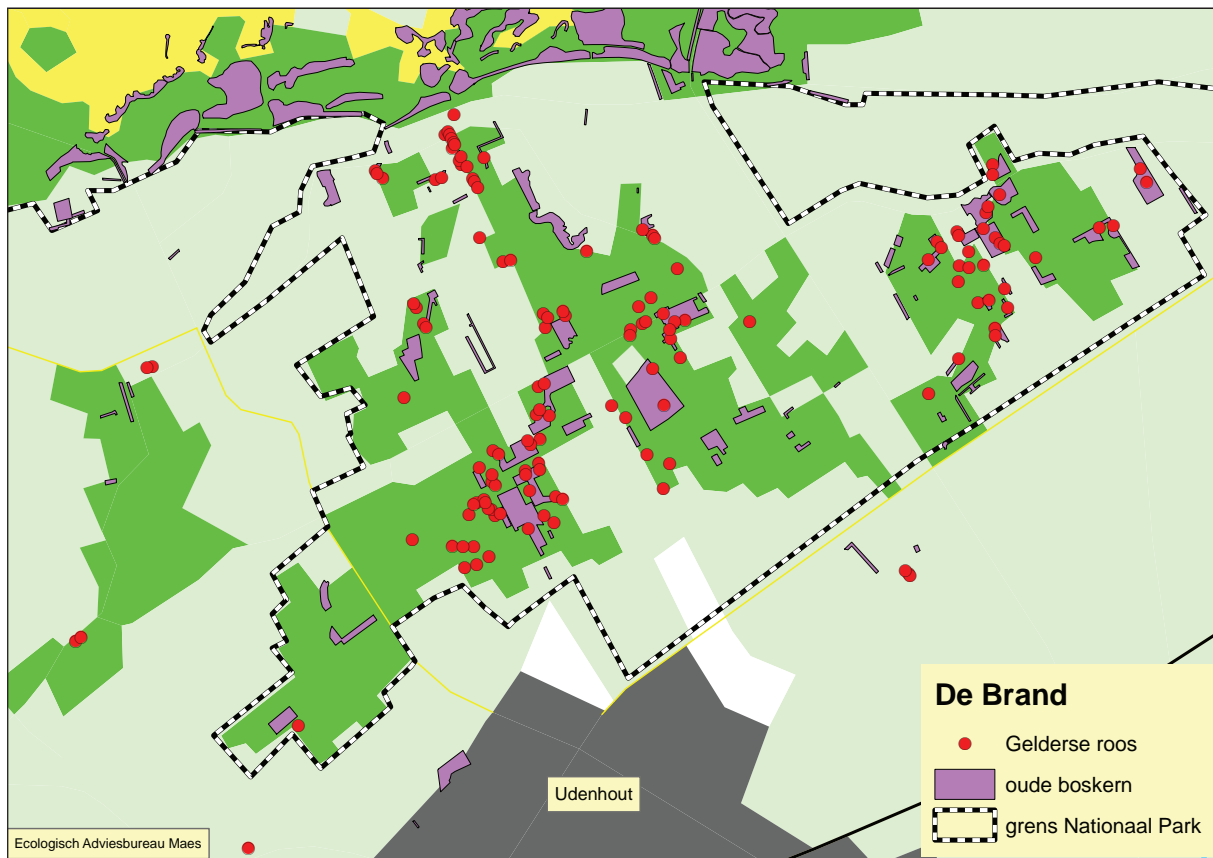 De Brand
Gelderse roos
oude boskern
grens Nationaal Park
Udenhout
Ecologisch Adviesbureau Maes